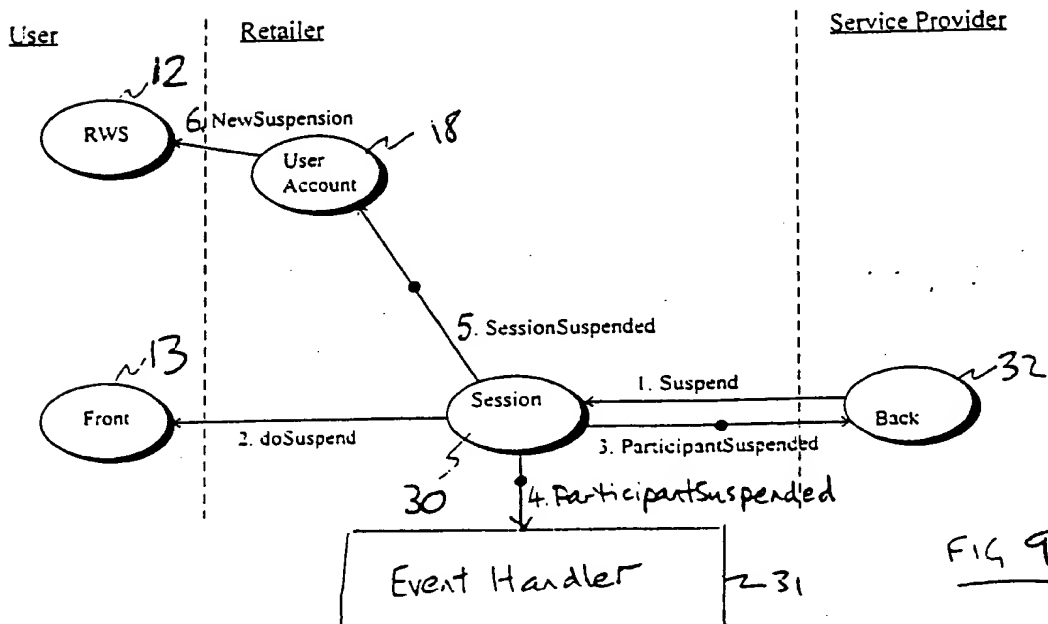 User
Retailer
Service Provider
12
RWS
6. NewSuspension
18
User
Account
5. SessionSuspended
13
Front
2. doSuspend
Session
1. Suspend
3. ParticipantSuspended
32
Back
30
4. ParticipantSuspended
Event Handler
31
FIG 9